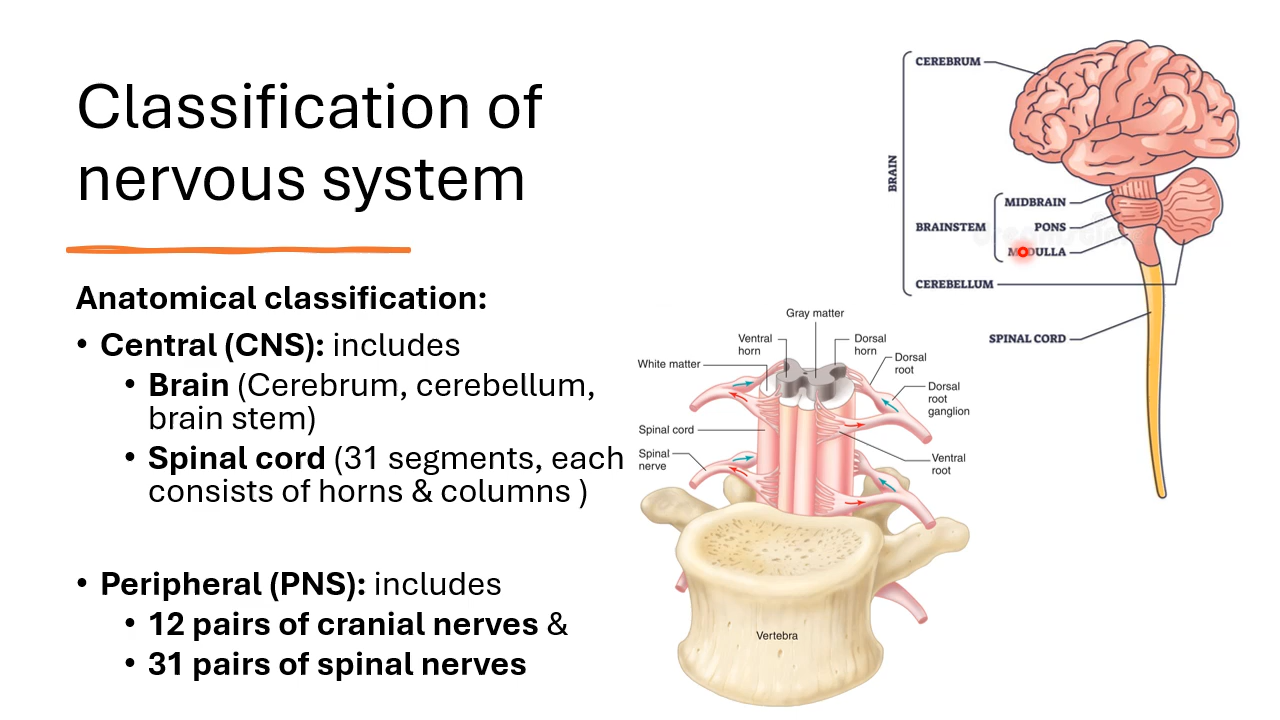 Classification of
nervous system
Anatomical classification:
• Central (CNS): includes
• Brain (Cerebrum, cerebellum,
brain stem)
• Spinal cord (31 segments, each
consists of horns & columns )
• Peripheral (PNS): includes
• 12 pairs of cranial nerves &
• 31 pairs of spinal nerves
BRAIN
CEREBRUM
BRAINSTEM
MIDBRAIN
PONS
MEDULLA
CEREBELLUM
SPINAL CORD
Gray matter
Ventral
horn
Dorsal
horn
White matter
Dorsal
root
Dorsal
root
ganglion
Spinal cord
Spinal
nerve
Ventral
root
Vertebra